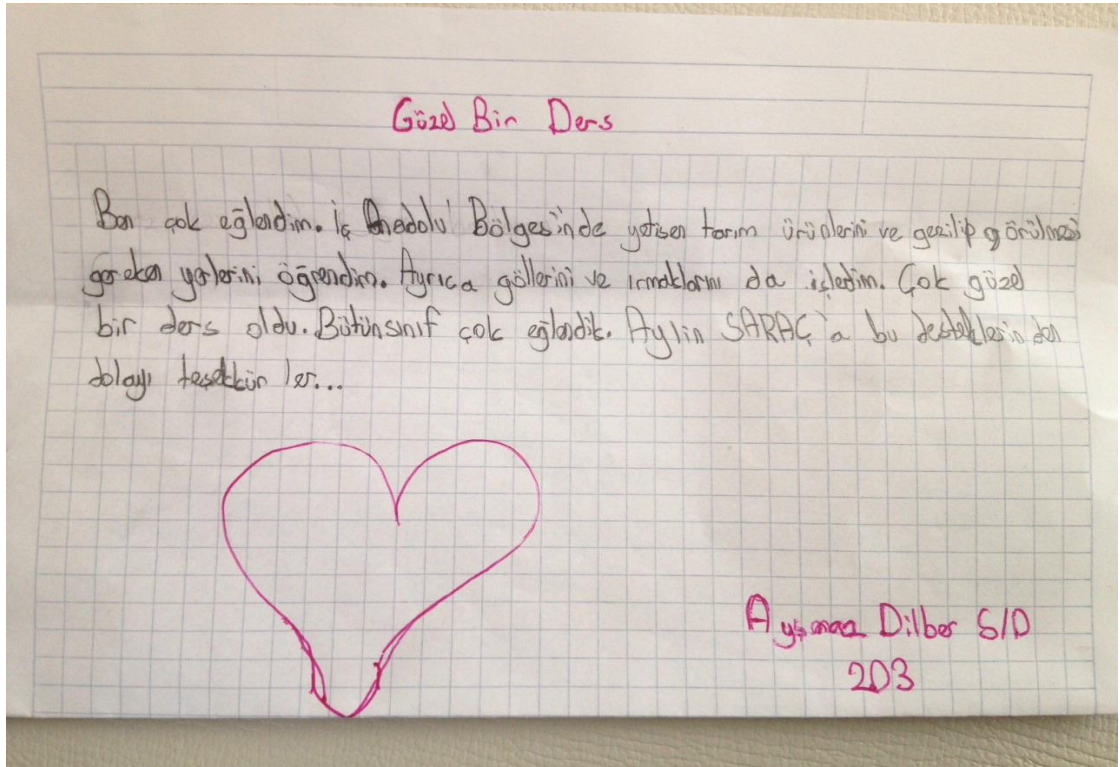 Güzel Bir Ders
Ben çok eğlendim. İç Anadolu Bölgesi'nde yetişen tarım ürünlerini ve gezilip görülmesi
gereken yerlerini öğrendim. Ayrıca göllerini ve ırmaklarını da işledim. Çok güzel
bir ders oldu. Bütün sınıf çok eğlendik. Aylin SARAÇ'a bu desteklerinden
dolayı teşekkürler...
Dilber 5/D
203